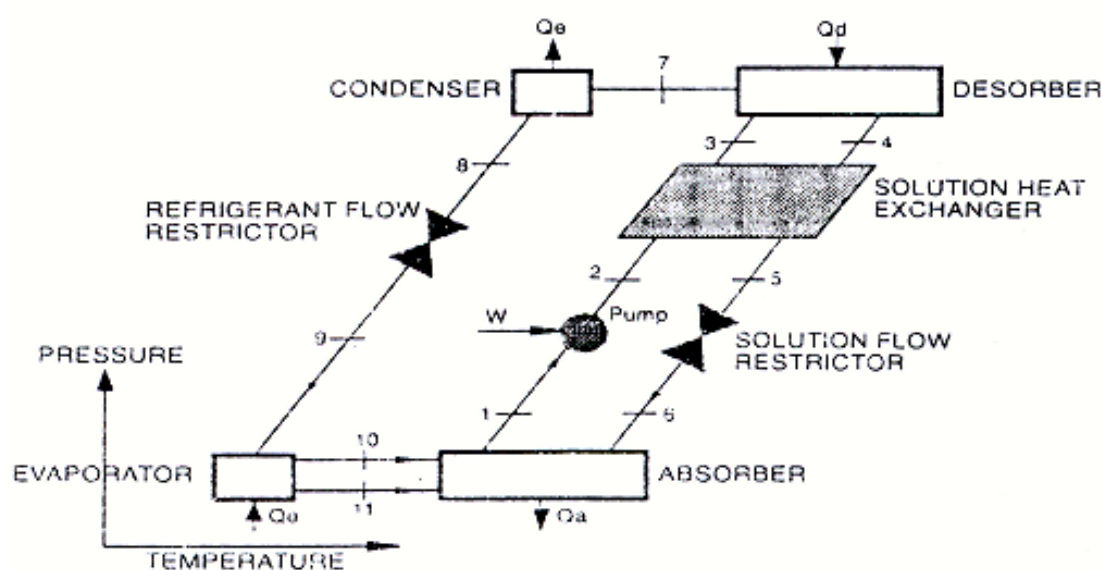 Qe
Qd
CONDENSER
7
DESORBER
3
4
8
SOLUTION HEAT
EXCHANGER
REFRIGERANT FLOW
RESTRICTOR
2
5
W
Pump
9
SOLUTION FLOW
RESTRICTOR
PRESSURE
1
6
10
EVAPORATOR
ABSORBER
11
Qe
Qa
TEMPERATURE